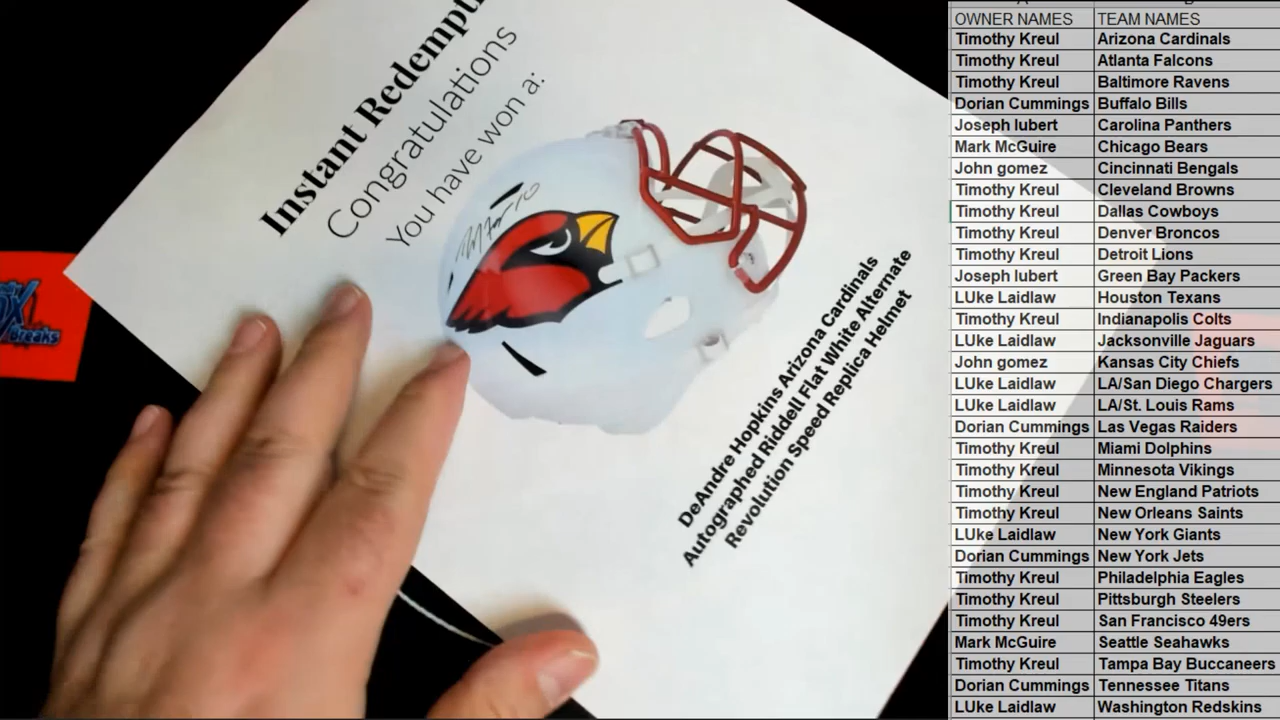 Instant Redempti
Congratulations
You have won a:
DeAndre Hopkins Arizona Cardinals
Autographed Riddell Flat White Alternate
Revolution Speed Replica Helmet
Breaks
OWNER NAMES TEAM NAMES
Timothy Kreul Arizona Cardinals
Timothy Kreul Atlanta Falcons
Timothy Kreul Baltimore Ravens
Dorian Cummings Buffalo Bills
Joseph lubert Carolina Panthers
Mark McGuire Chicago Bears
John gomez Cincinnati Bengals
Timothy Kreul Cleveland Browns
Timothy Kreul Dallas Cowboys
Timothy Kreul Denver Broncos
Timothy Kreul Detroit Lions
Joseph lubert Green Bay Packers
LUke Laidlaw Houston Texans
Timothy Kreul Indianapolis Colts
LUke Laidlaw Jacksonville Jaguars
John gomez Kansas City Chiefs
LUke Laidlaw LA/San Diego Chargers
LUke Laidlaw LA/St. Louis Rams
Dorian Cummings Las Vegas Raiders
Timothy Kreul Miami Dolphins
Timothy Kreul Minnesota Vikings
Timothy Kreul New England Patriots
Timothy Kreul New Orleans Saints
LUke Laidlaw New York Giants
Dorian Cummings New York Jets
Timothy Kreul Philadelphia Eagles
Timothy Kreul Pittsburgh Steelers
Timothy Kreul San Francisco 49ers
Mark McGuire Seattle Seahawks
Timothy Kreul Tampa Bay Buccaneers
Dorian Cummings Tennessee Titans
LUke Laidlaw Washington Redskins